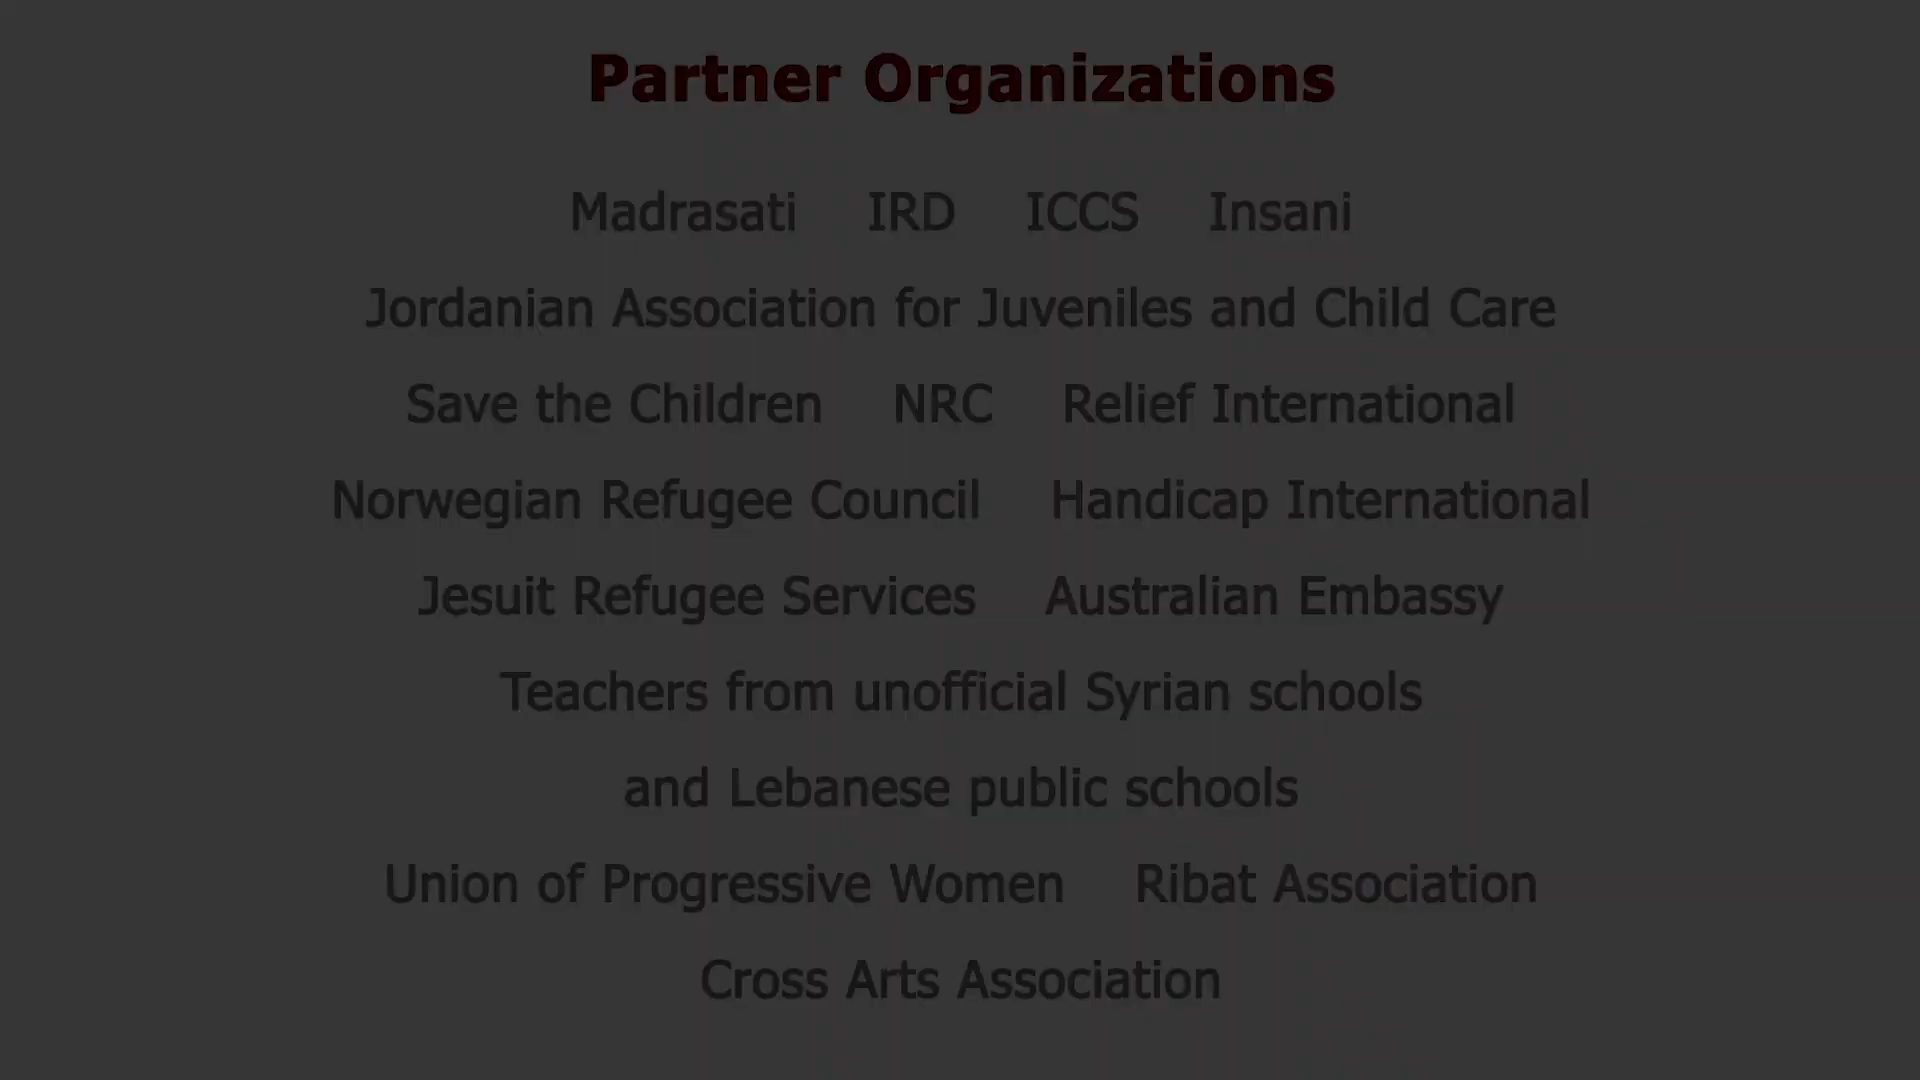 Partner Organizations
Madrasati IRD ICCS Insani
Jordanian Association for Juveniles and Child Care
Save the Children NRC Relief International
Norwegian Refugee Council Handicap International
Jesuit Refugee Services Australian Embassy
Teachers from unofficial Syrian schools
and Lebanese public schools
Union of Progressive Women Ribat Association
Cross Arts Association